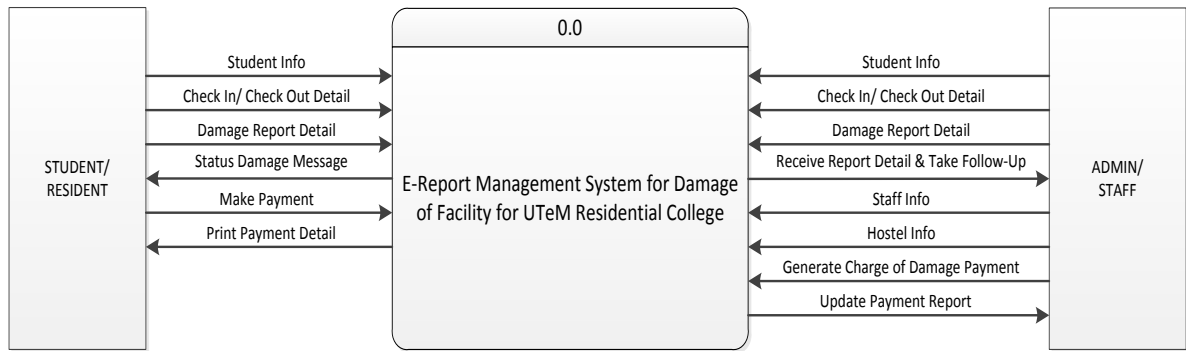 0.0
Student Info
Check In/ Check Out Detail
Damage Report Detail
Status Damage Message
Make Payment
Print Payment Detail
STUDENT/
RESIDENT
E-Report Management System for Damage
of Facility for UTeM Residential College
Student Info
Check In/ Check Out Detail
Damage Report Detail
Receive Report Detail & Take Follow-Up
Staff Info
Hostel Info
Generate Charge of Damage Payment
Update Payment Report
ADMIN/
STAFF